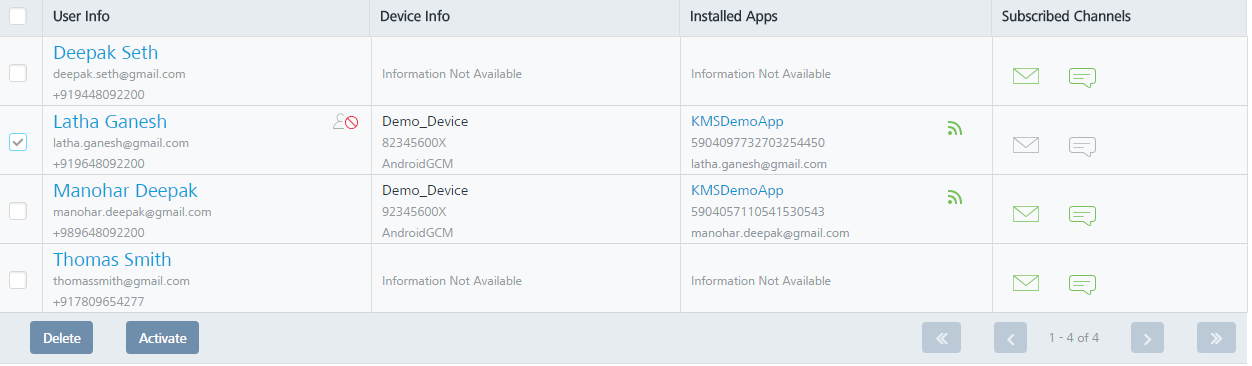 User Info
Device Info
Installed Apps
Subscribed Channels
Deepak Seth
deepak.seth@gmail.com
+919448092200
Information Not Available
Information Not Available
Latha Ganesh
latha.ganesh@gmail.com
+919648092200
Demo_Device
82345600X
AndroidGCM
KMSDemoApp
5904097732703254450
latha.ganesh@gmail.com
Manohar Deepak
manohar.deepak@gmail.com
+989648092200
Demo_Device
92345600X
AndroidGCM
KMSDemoApp
5904057110541530543
manohar.deepak@gmail.com
Thomas Smith
thomassmith@gmail.com
+917809654277
Information Not Available
Information Not Available
Delete
Activate
1 - 4 of 4